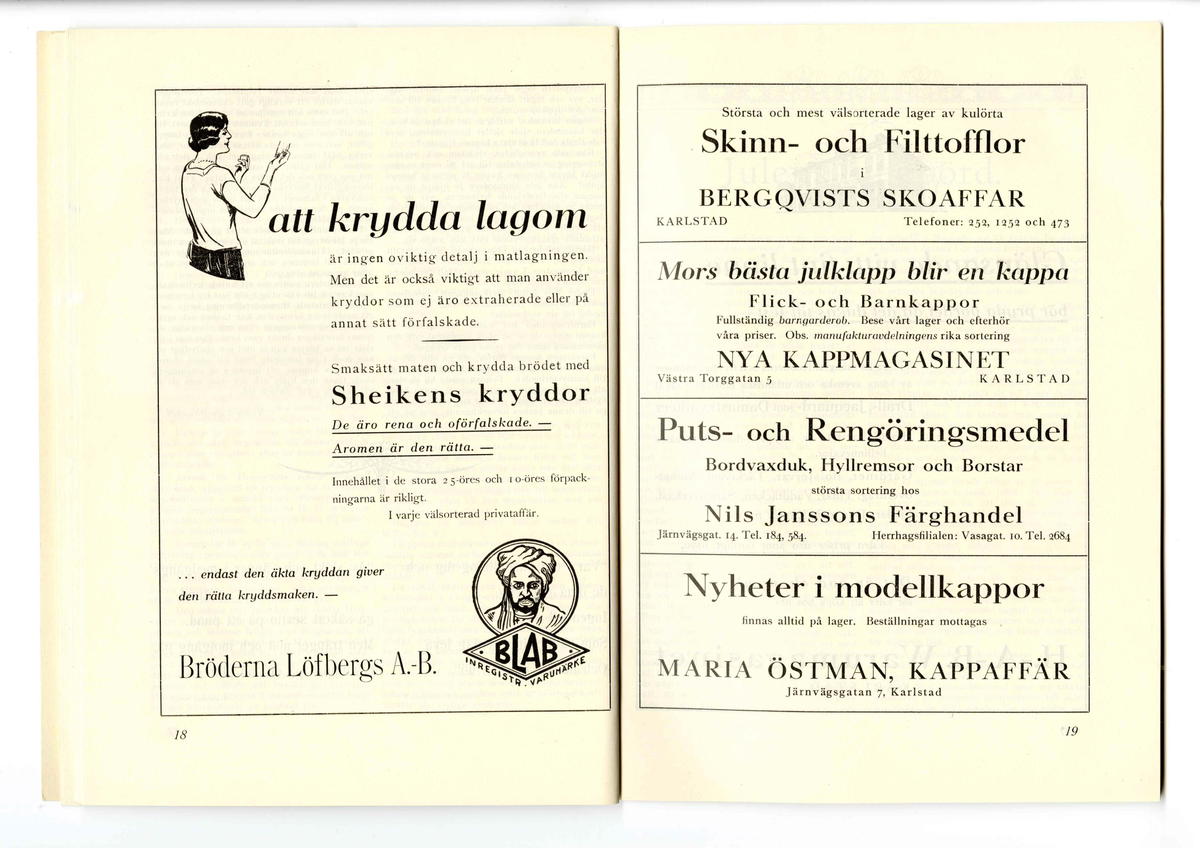 att krydda lagom
är ingen oviktig detalj i matlagningen.
Men det är också viktigt att man använder
kryddor som ej äro extraherade eller på
annat sätt förfalskade.
Smaksätt maten och krydda brödet med
Sheikens kryddor
De äro rena och oförfalskade. —
Aromen är den rätta. —
Innehållet i de stora 25-öres och 10-öres förpack-
ningarna är rikligt.
I varje välsorterad privataffär.
... endast den äkta kryddan giver
den rätta kryddsmaken. —
Bröderna Löfbergs A.-B.
BLAB
INREGISTR. VARUMÄRKE
18
Största och mest välsorterade lager av kulörta
Skinn- och Filttofflor
i
BERGQVISTS SKOAFFAR
KARLSTAD Telefoner: 252, 1252 och 473
Mors bästa julklapp blir en kappa
Flick- och Barnkappor
Fullständig barngarderob. Bese vårt lager och efterhör
våra priser. Obs. manufakturavdelningens rika sortering
NYA KAPPMAGASINET
Västra Torggatan 5 KARLSTAD
Puts- och Rengöringsmedel
Bordvaxduk, Hyllremsor och Borstar
största sortering hos
Nils Janssons Färghandel
Järnvägsgat. 14. Tel. 184, 584. Herrhagsfilialen: Vasagat. 10. Tel. 2684
Nyheter i modellkappor
finnas alltid på lager. Beställningar mottagas
MARIA ÖSTMAN, KAPPAFFÄR
Järnvägsgatan 7, Karlstad
19